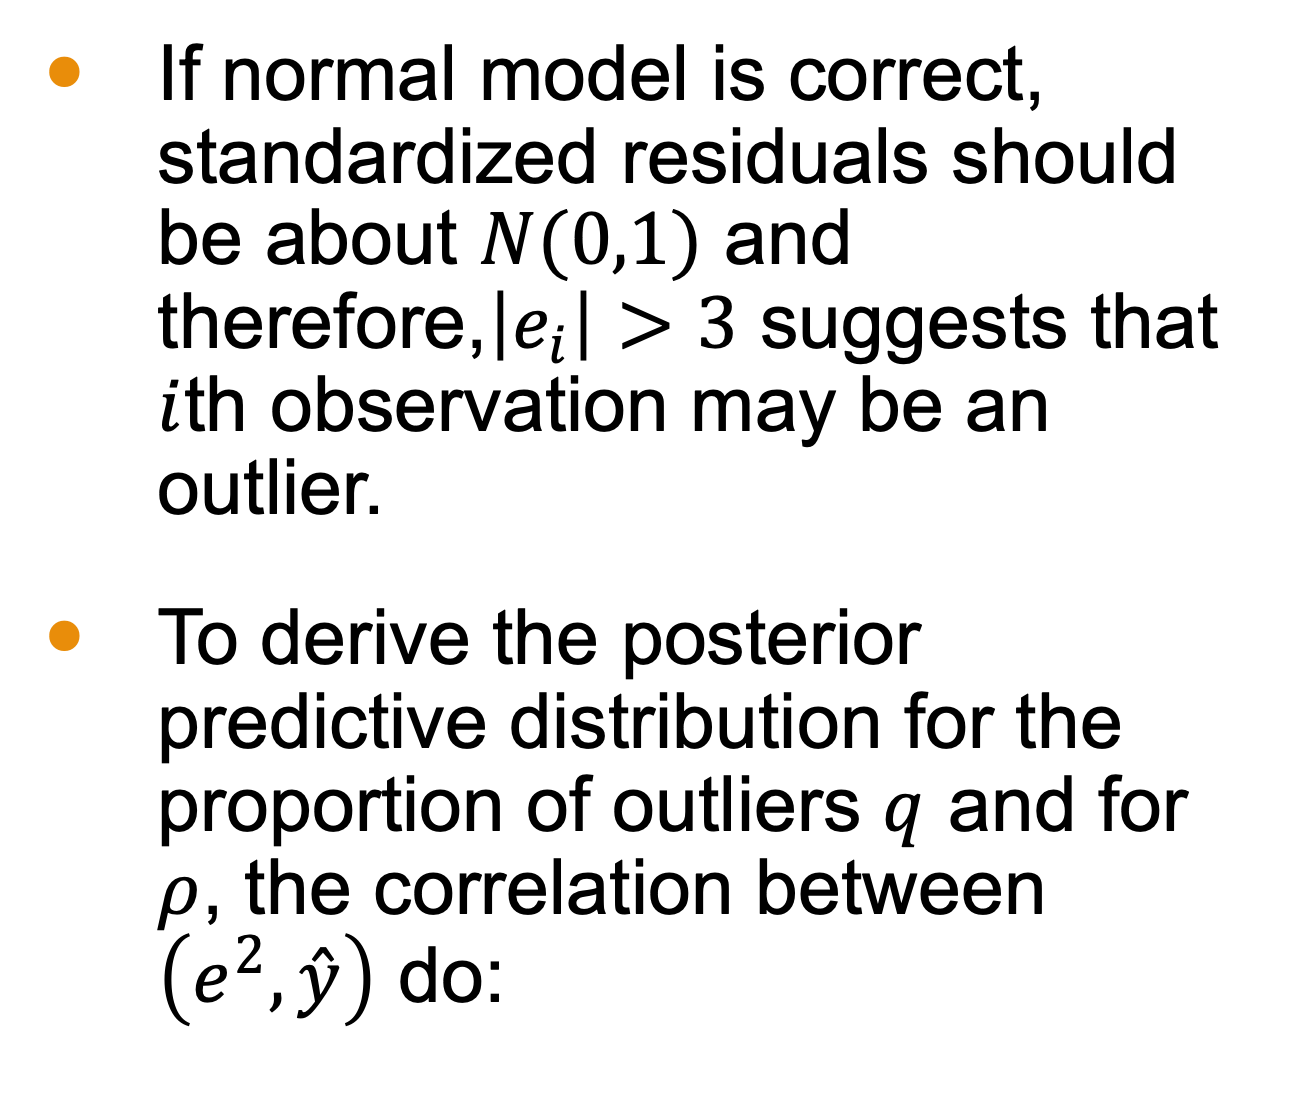 • If normal model is correct,
standardized residuals should
be about N(0,1) and
therefore,|eᵢ| > 3 suggests that
ith observation may be an
outlier.
• To derive the posterior
predictive distribution for the
proportion of outliers q and for
ρ, the correlation between
(e², ŷ) do: